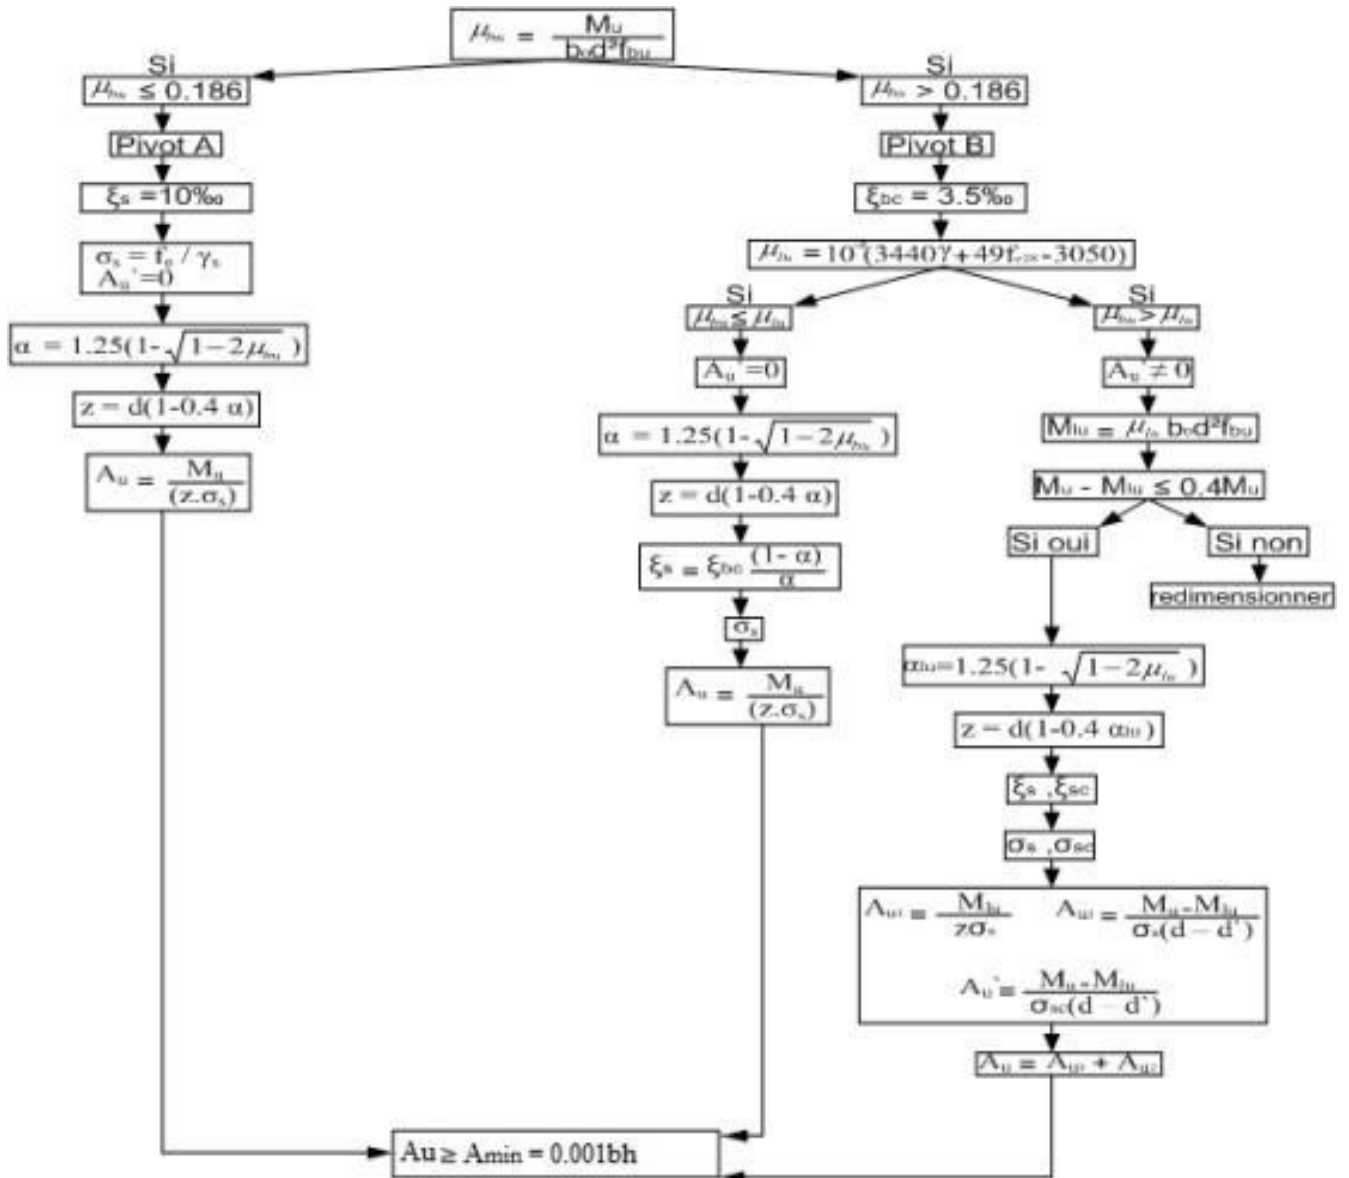 μbu = Mu / b₀d²fbu
Si
μbu ≤ 0.186
Pivot A
ξs =10‰
σs = fe / γs
Au'=0
α = 1.25(1-√1−2μbu )
z = d(1-0.4 α)
Au = Mu / (z.σs)
Si
μbu > 0.186
Pivot B
ξbc = 3.5‰
μlu = 10⁻⁴(3440γ+49fc28-3050)
Si
μbu ≤ μlu
Au'=0
α = 1.25(1-√1−2μbu )
z = d(1-0.4 α)
ξs = ξbc (1- α) / α
σs
Au = Mu / (z.σs)
Si
μbu > μlu
Au'≠ 0
Mlu = μlu b₀d²fbu
Mu - Mlu ≤ 0.4Mu
Si oui
Si non
redimensionner
αlu=1.25(1- √1−2μlu )
z = d(1-0.4 αlu)
ξs ,ξsc
σs ,σsc
Au1 = Mlu / zσs Au2 = Mu-Mlu / σs(d – d')
Au'= Mu-Mlu / σsc(d – d')
Au = Au1 + Au2
Au ≥ Amin = 0.001bh